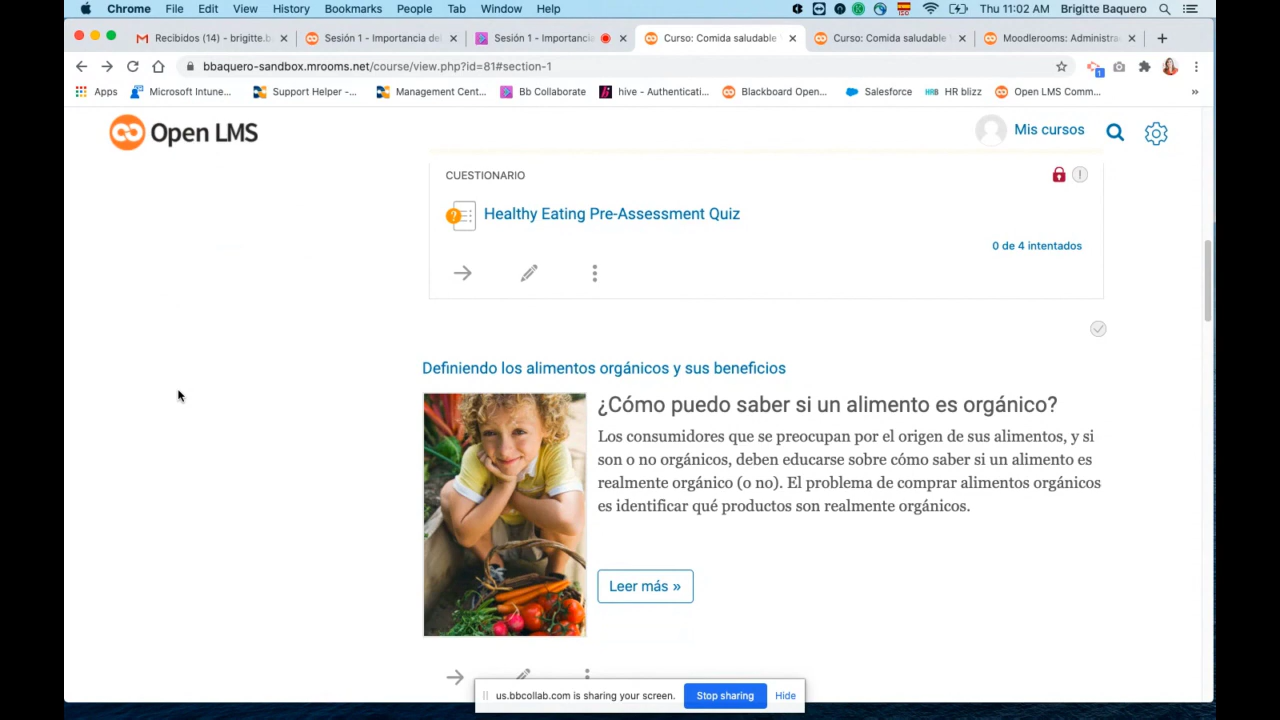 Chrome File Edit View History Bookmarks People Tab Window Help Thu 11:02 AM Brigitte Baquero
Recibidos (14) - brigitte.b
Sesión 1 - Importancia de
Sesión 1 - Importancia
Curso: Comida saludable
Curso: Comida saludable
Moodlerooms: Administra
bbaquero-sandbox.mrooms.net/course/view.php?id=81#section-1
Apps Microsoft Intune... Support Helper -... Management Cent... Bb Collaborate hive - Authenticati... Blackboard Open... Salesforce HRB HR blizz Open LMS Comm... »
Open LMS Mis cursos
CUESTIONARIO
Healthy Eating Pre-Assessment Quiz
0 de 4 intentados
Definiendo los alimentos orgánicos y sus beneficios
¿Cómo puedo saber si un alimento es orgánico?
Los consumidores que se preocupan por el origen de sus alimentos, y si
son o no orgánicos, deben educarse sobre cómo saber si un alimento es
realmente orgánico (o no). El problema de comprar alimentos orgánicos
es identificar qué productos son realmente orgánicos.
Leer más »
us.bbcollab.com is sharing your screen. Stop sharing Hide